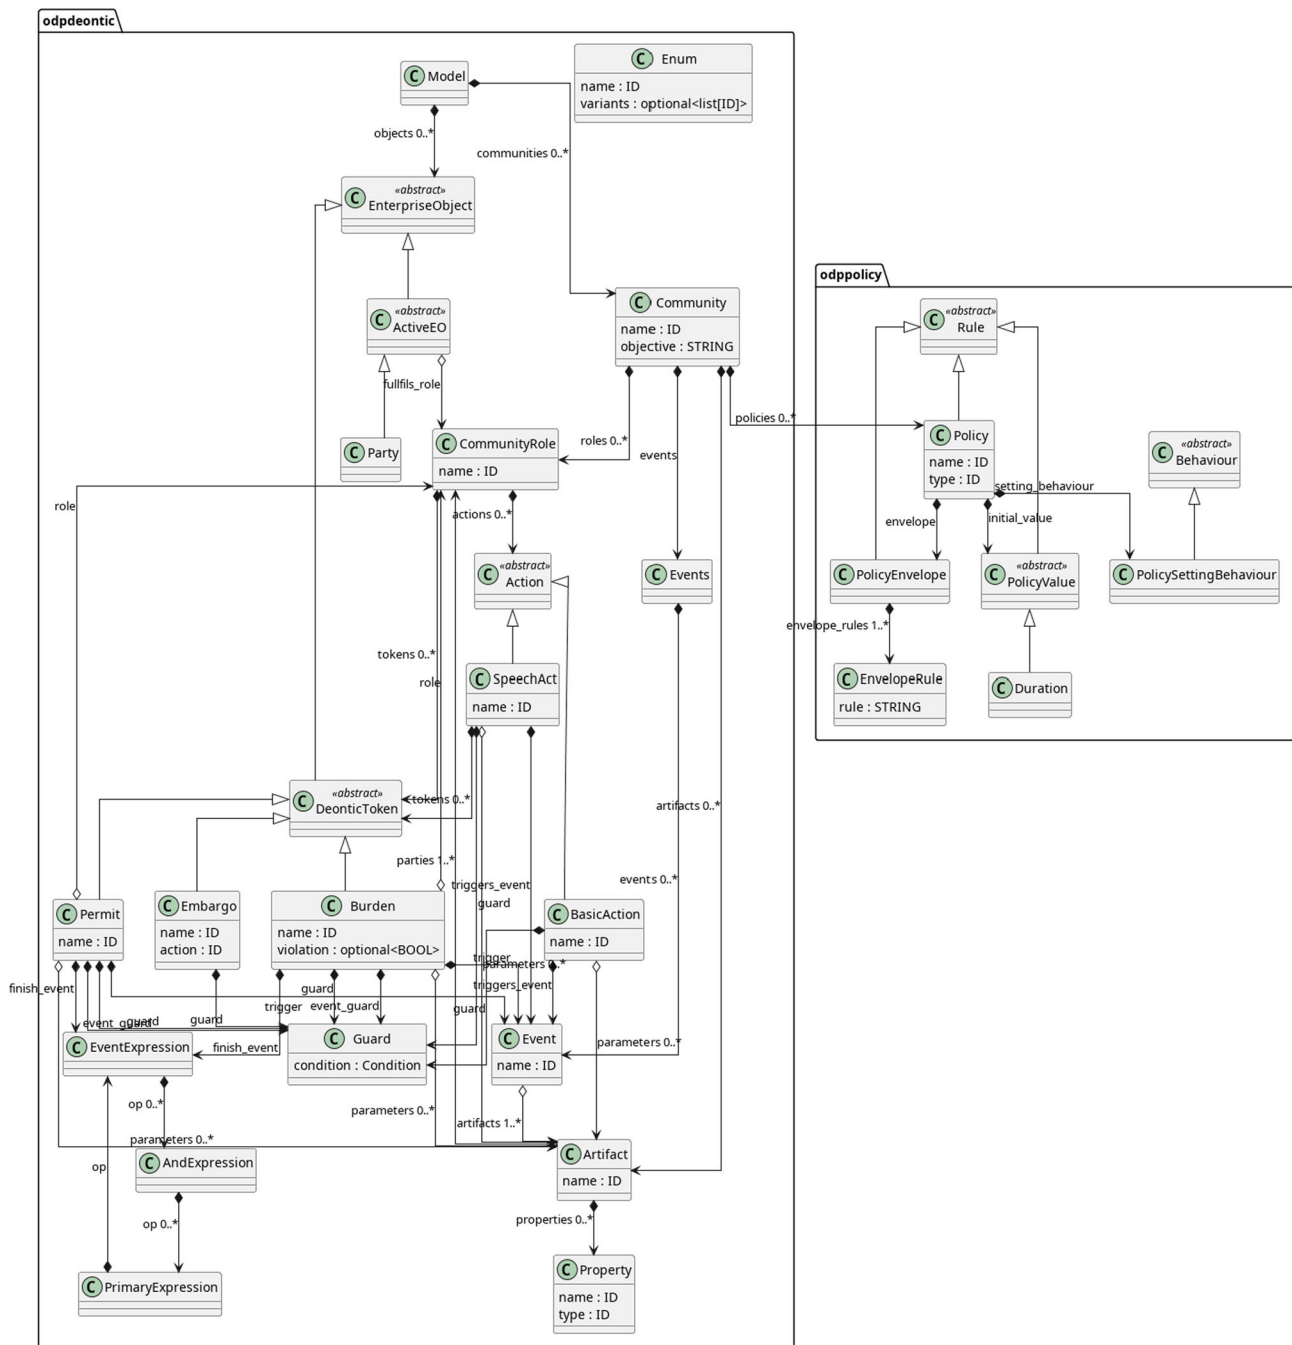 odpdeontic
C Enum
name : ID
variants : optional<list[ID]>
C Model
objects 0..*
communities 0..*
C «abstract»
EnterpriseObject
odppolicy
C «abstract»
ActiveEO
C Community
name : ID
objective : STRING
C «abstract»
Rule
fullfils_role
policies 0..*
C Party
C CommunityRole
name : ID
roles 0..*
events
C Policy
name : ID
type : ID
C «abstract»
Behaviour
setting_behaviour
role
actions 0..*
envelope
initial_value
C «abstract»
Action
C Events
C PolicyEnvelope
C «abstract»
PolicyValue
C PolicySettingBehaviour
envelope_rules 1..*
tokens 0..*
role
C SpeechAct
name : ID
C EnvelopeRule
rule : STRING
C Duration
C «abstract»
DeonticToken
tokens 0..*
artifacts 0..*
parties 1..*
triggers_event
guard
events 0..*
C Permit
name : ID
C Embargo
name : ID
action : ID
C Burden
name : ID
violation : optional<BOOL>
C BasicAction
name : ID
trigger
parameters 0..*
finish_event
guard
triggers_event
trigger
event_guard
guard
event_guard
guard
guard
C EventExpression
finish_event
C Guard
condition : Condition
C Event
name : ID
parameters 0..*
op 0..*
parameters 0..*
artifacts 1..*
parameters 0..*
op
C AndExpression
C Artifact
name : ID
op 0..*
properties 0..*
C PrimaryExpression
C Property
name : ID
type : ID